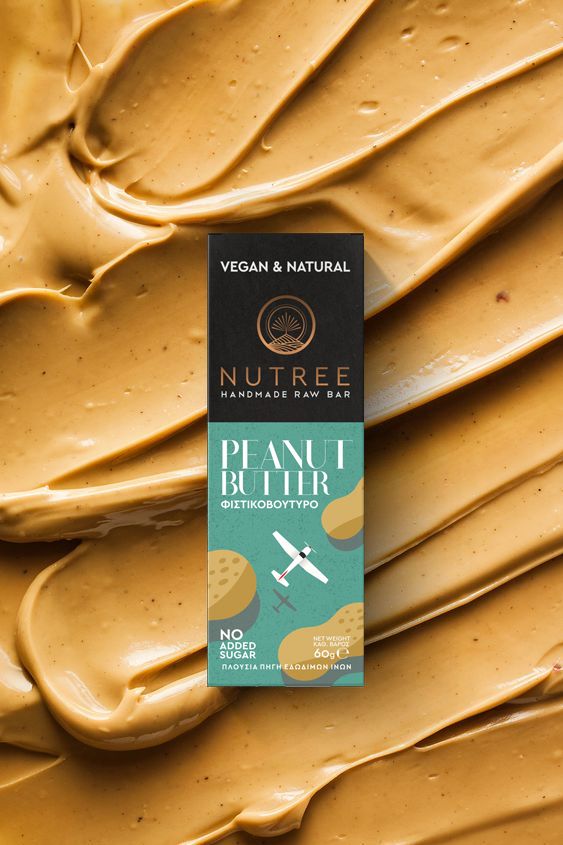 VEGAN & NATURAL
NUTREE
HANDMADE RAW BAR
PEANUT
BUTTER
ΦΙΣΤΙΚΟΒΟΥΤΥΡΟ
NO
ADDED
SUGAR
NET WEIGHT
ΚΑΘ. ΒΑΡΟΣ
60g ℮
ΠΛΟΥΣΙΑ ΠΗΓΗ ΕΔΩΔΙΜΩΝ ΙΝΩΝ